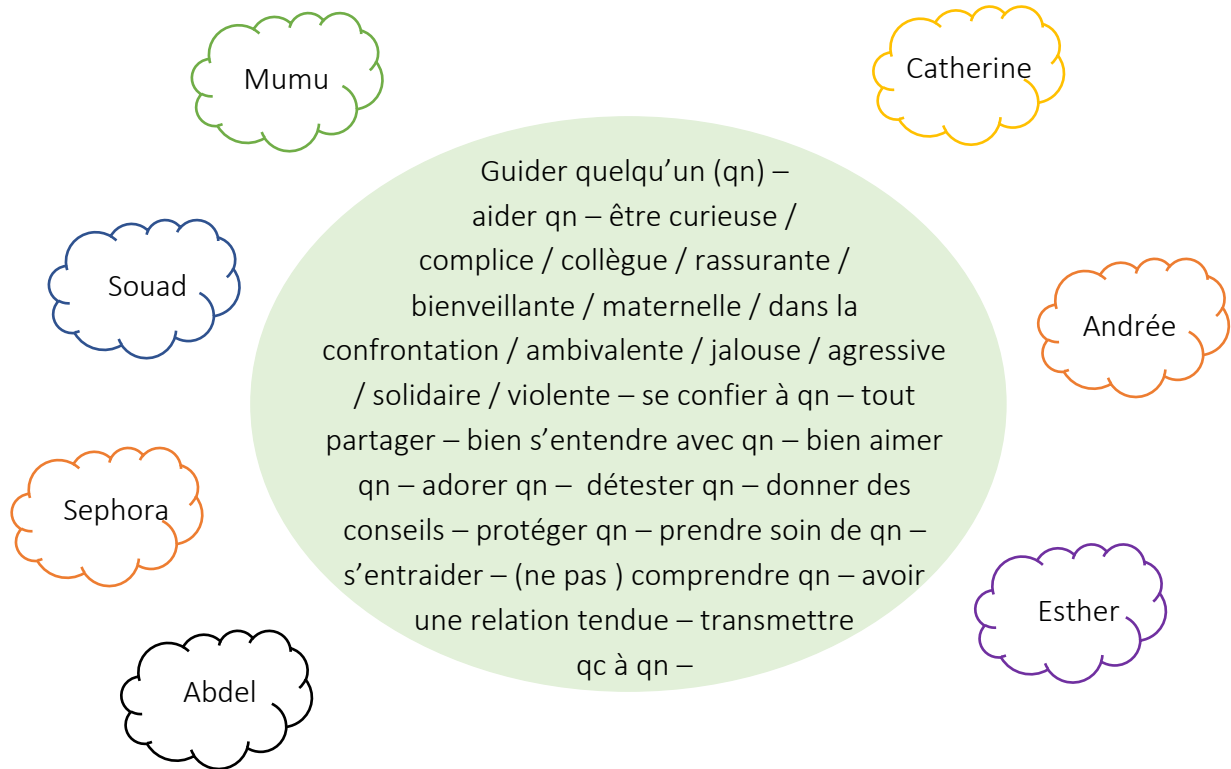 Mumu
Catherine
Guider quelqu’un (qn) –
aider qn – être curieuse /
complice / collègue / rassurante /
bienveillante / maternelle / dans la
confrontation / ambivalente / jalouse / agressive
/ solidaire / violente – se confier à qn – tout
partager – bien s’entendre avec qn – bien aimer
qn – adorer qn –  détester qn – donner des
conseils – protéger qn – prendre soin de qn –
s’entraider – (ne pas ) comprendre qn – avoir
une relation tendue – transmettre
qc à qn –
Souad
Andrée
Sephora
Esther
Abdel